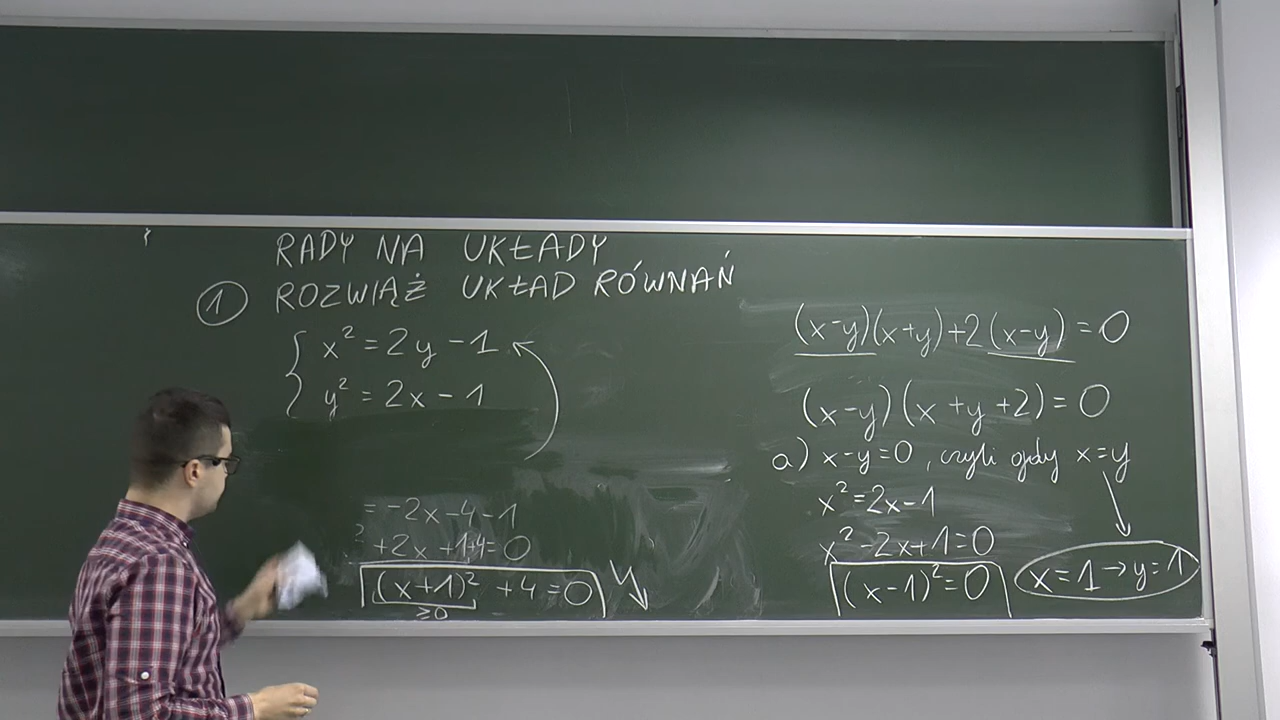 RADY NA UKŁADY
① ROZWIĄŻ UKŁAD RÓWNAŃ
{ x² = 2y - 1
y² = 2x - 1
= -2x - 4 - 1
² + 2x + 1+4 = 0
(x+1)² + 4 = 0
≥0
(x-y)(x+y)+2(x-y)=0
(x-y)(x+y+2)=0
a) x-y=0, czyli gdy x=y
x²=2x-1
x²-2x+1=0
(x-1)²=0
x=1→y=1